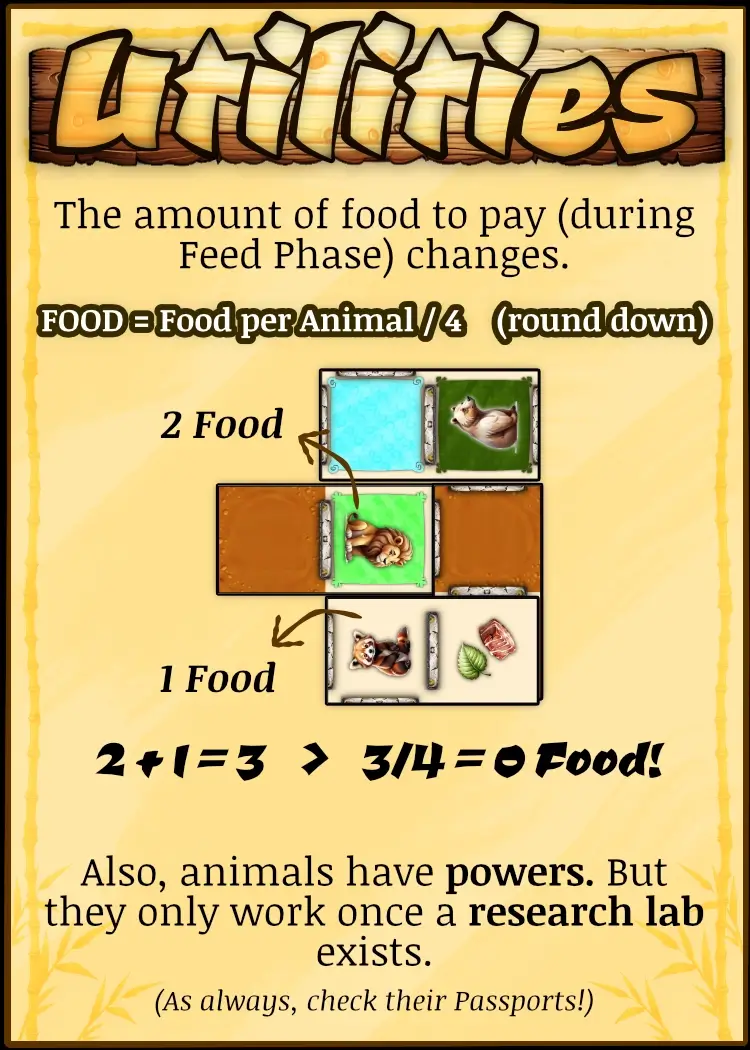 Utilities
The amount of food to pay (during
Feed Phase) changes.
FOOD = Food per Animal / 4 (round down)
2 Food
1 Food
2 + 1 = 3 > 3/4 = 0 Food!
Also, animals have powers. But
they only work once a research lab
exists.
(As always, check their Passports!)